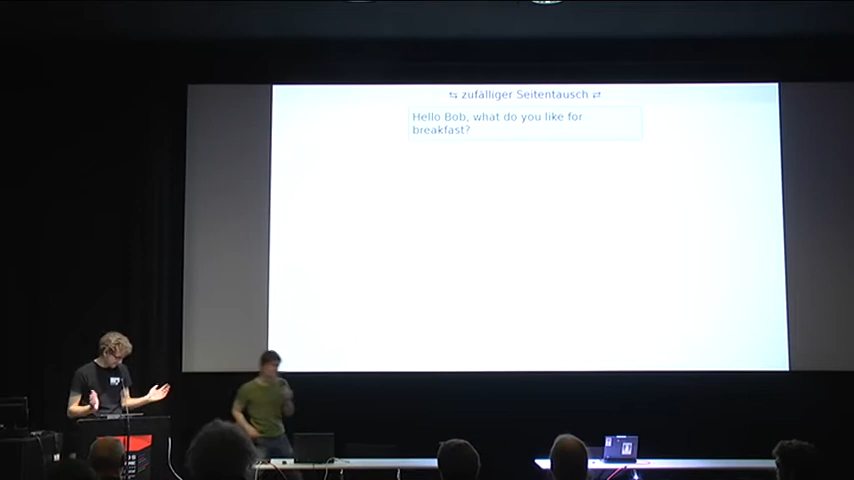 ⇆ zufälliger Seitentausch ⇄
Hello Bob, what do you like for
breakfast?